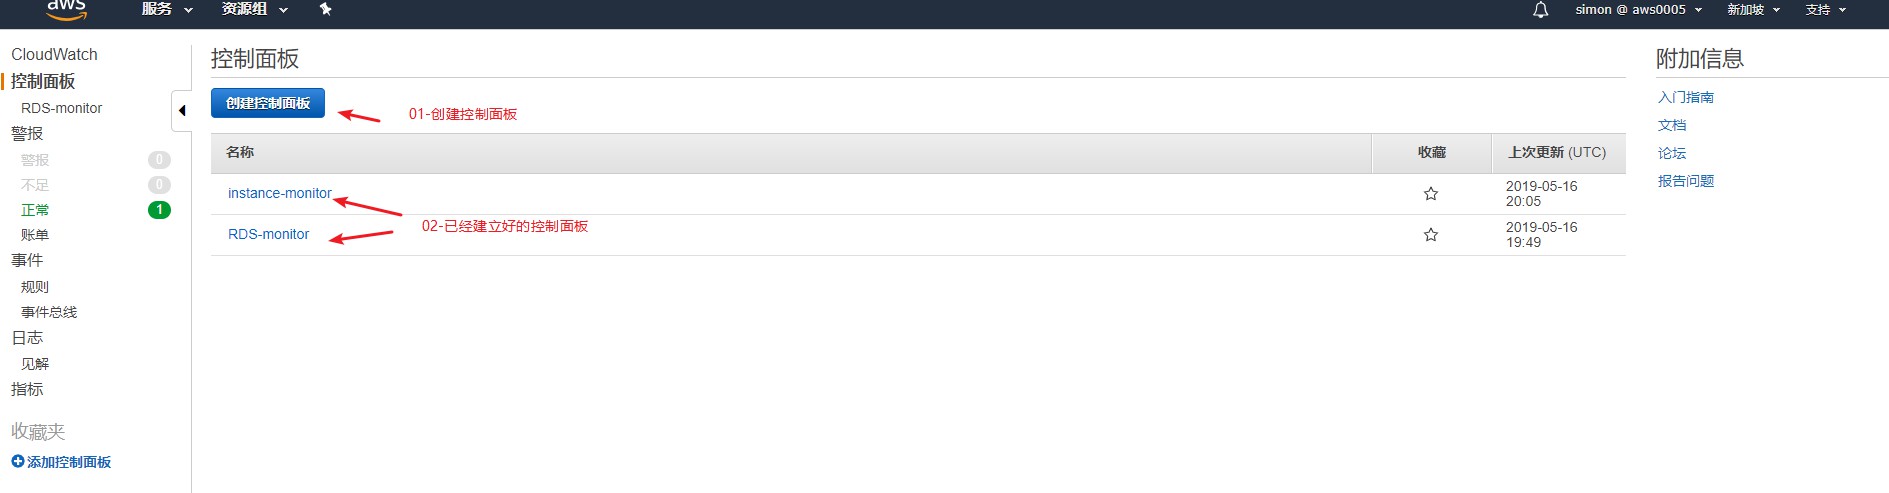 aws
服务
资源组
simon @ aws0005
新加坡
支持
CloudWatch
控制面板
RDS-monitor
警报
警报 0
不足 0
正常 1
账单
事件
规则
事件总线
日志
见解
指标
收藏夹
添加控制面板
控制面板
创建控制面板
01-创建控制面板
名称 收藏 上次更新 (UTC)
instance-monitor 2019-05-16
20:05
02-已经建立好的控制面板
RDS-monitor 2019-05-16
19:49
附加信息
入门指南
文档
论坛
报告问题